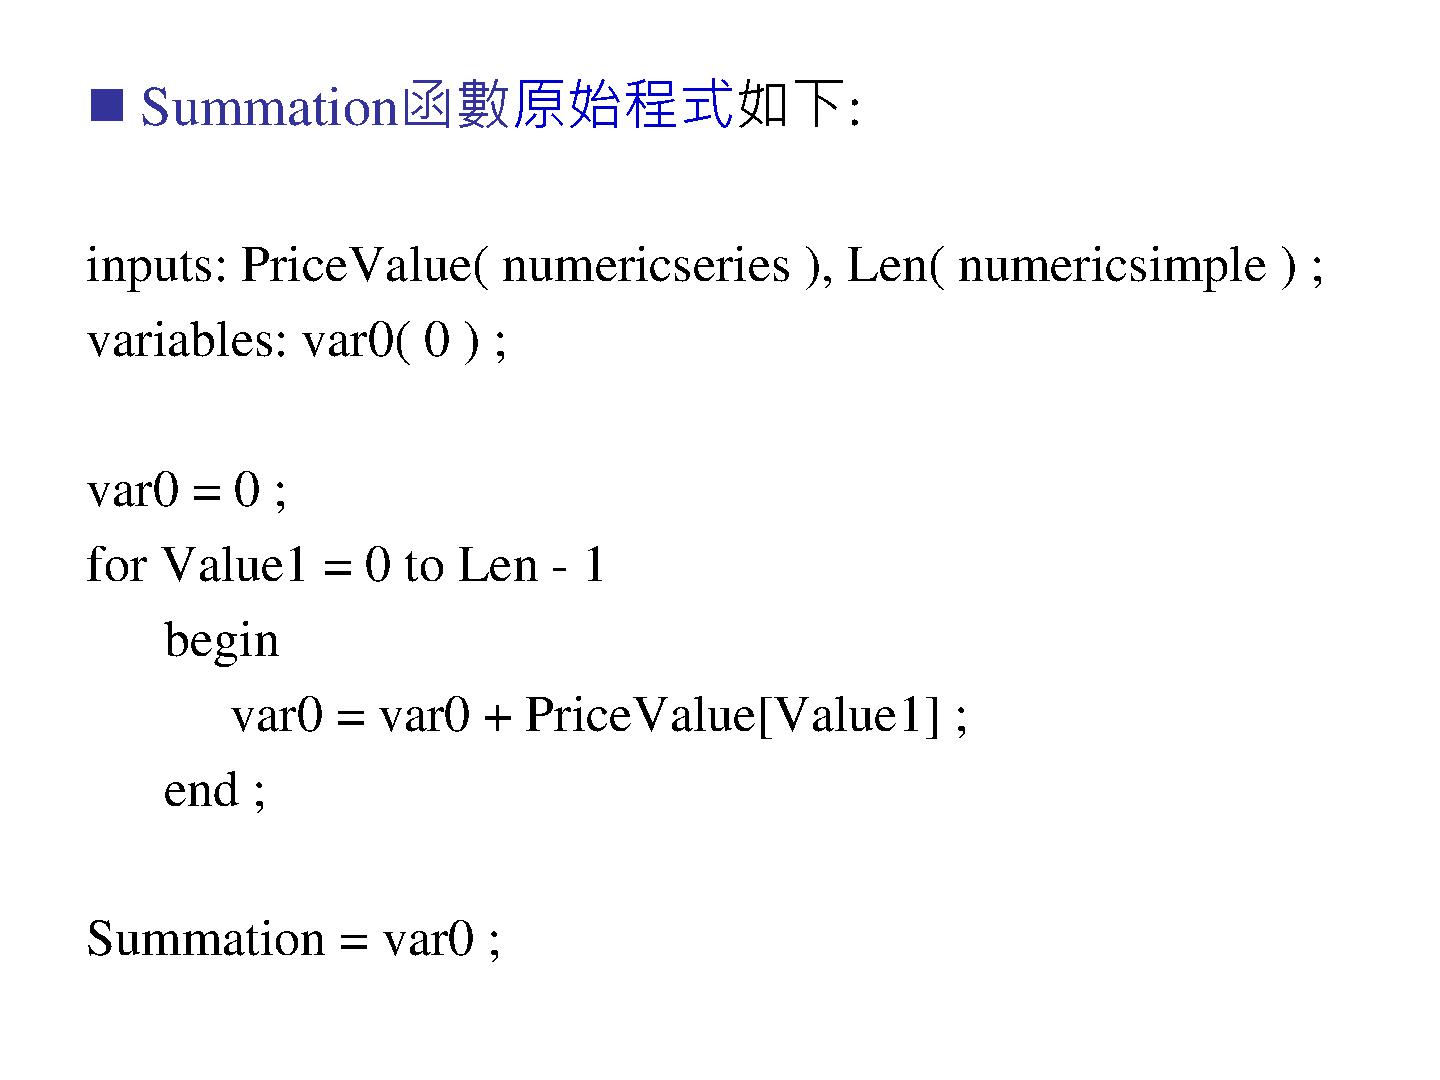 ■ Summation函數原始程式如下:
inputs: PriceValue( numericseries ), Len( numericsimple ) ;
variables: var0( 0 ) ;
var0 = 0 ;
for Value1 = 0 to Len - 1
begin
var0 = var0 + PriceValue[Value1] ;
end ;
Summation = var0 ;